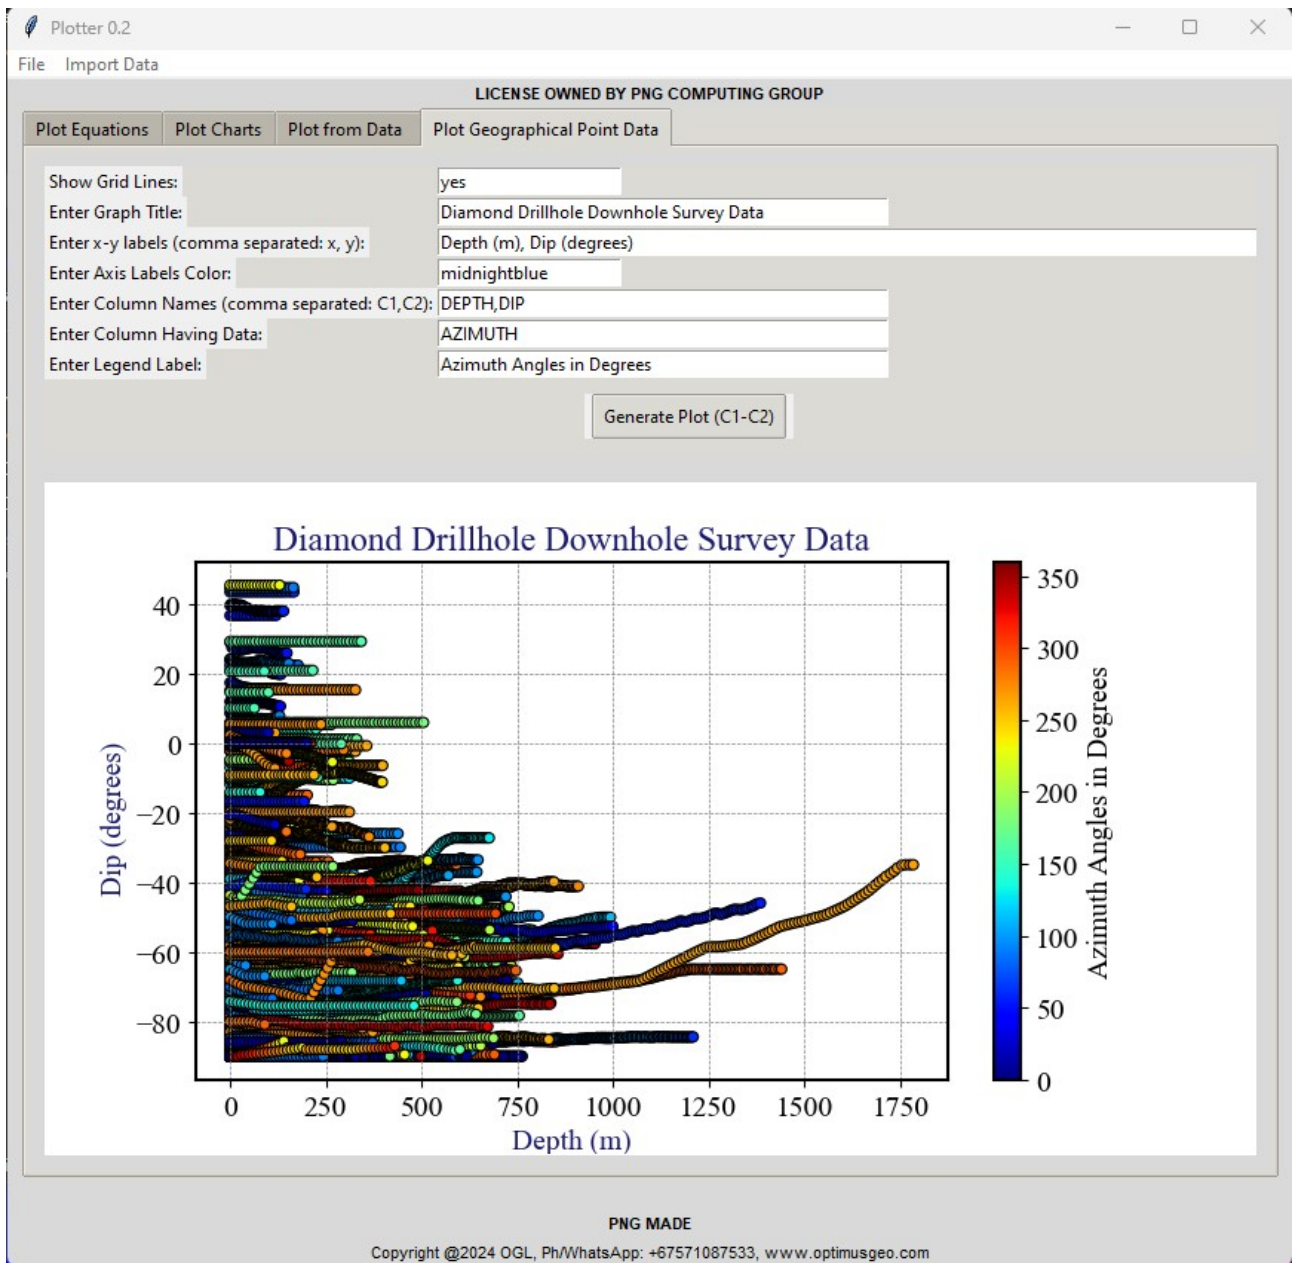 Plotter 0.2
File Import Data
LICENSE OWNED BY PNG COMPUTING GROUP
Plot Equations Plot Charts Plot from Data Plot Geographical Point Data
Show Grid Lines: yes
Enter Graph Title: Diamond Drillhole Downhole Survey Data
Enter x-y labels (comma separated: x, y): Depth (m), Dip (degrees)
Enter Axis Labels Color: midnightblue
Enter Column Names (comma separated: C1,C2): DEPTH,DIP
Enter Column Having Data: AZIMUTH
Enter Legend Label: Azimuth Angles in Degrees
Generate Plot (C1-C2)
Diamond Drillhole Downhole Survey Data
Dip (degrees)
40
20
0
−20
−40
−60
−80
0 250 500 750 1000 1250 1500 1750
Depth (m)
350
300
250
200
150
100
50
0
Azimuth Angles in Degrees
PNG MADE
Copyright @2024 OGL, Ph/WhatsApp: +67571087533, www.optimusgeo.com